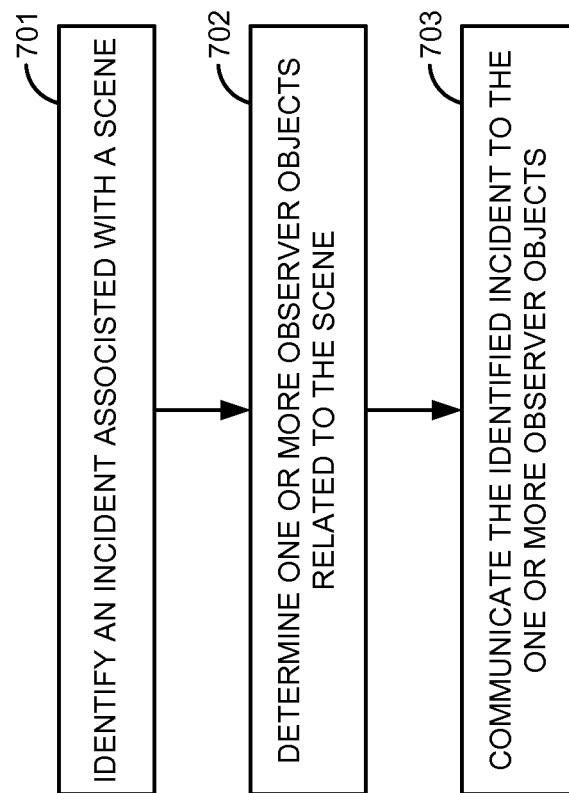 701
IDENTIFY AN INCIDENT ASSOCISTED WITH A SCENE
702
DETERMINE ONE OR MORE OBSERVER OBJECTS
RELATED TO THE SCENE
703
COMMUNICATE THE IDENTIFIED INCIDENT TO THE
ONE OR MORE OBSERVER OBJECTS